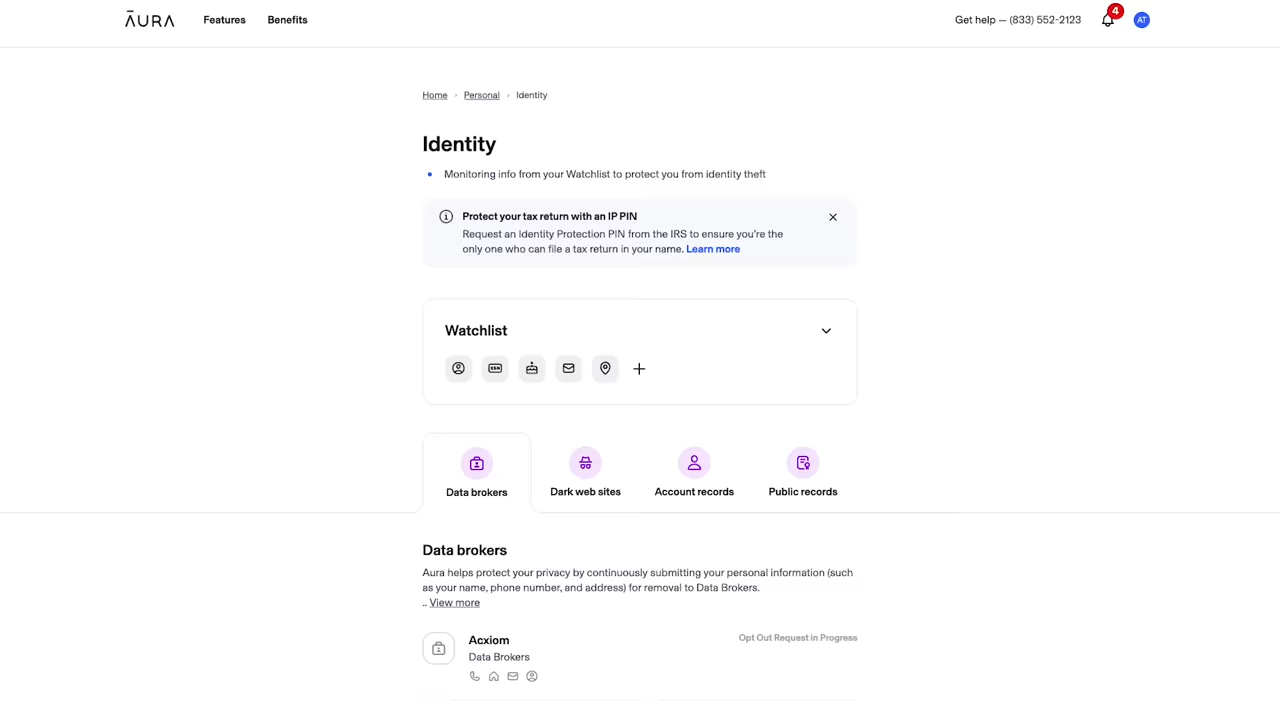 ĀURA
Features
Benefits
Get help — (833) 552-2123
4
AT
Home › Personal › Identity
Identity
• Monitoring info from your Watchlist to protect you from identity theft
Protect your tax return with an IP PIN
Request an Identity Protection PIN from the IRS to ensure you're the
only one who can file a tax return in your name. Learn more
Watchlist
SSN
Data brokers
Dark web sites
Account records
Public records
Data brokers
Aura helps protect your privacy by continuously submitting your personal information (such
as your name, phone number, and address) for removal to Data Brokers.
.. View more
Acxiom
Opt Out Request in Progress
Data Brokers